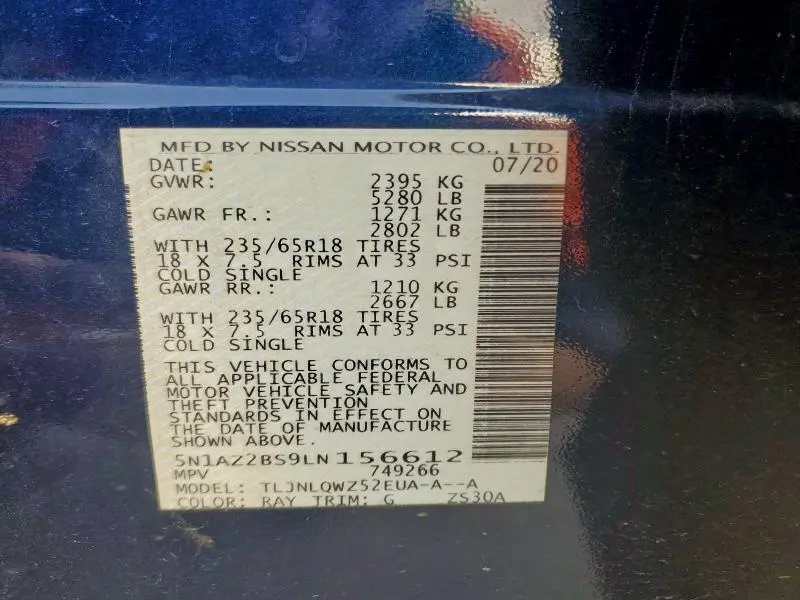 MFD BY NISSAN MOTOR CO., LTD.
DATE: 07/20
GVWR: 2395 KG
5280 LB
GAWR FR.: 1271 KG
2802 LB
WITH 235/65R18 TIRES
18 X 7.5 RIMS AT 33 PSI
COLD SINGLE
GAWR RR.: 1210 KG
2667 LB
WITH 235/65R18 TIRES
18 X 7.5 RIMS AT 33 PSI
COLD SINGLE
THIS VEHICLE CONFORMS TO
ALL APPLICABLE FEDERAL
MOTOR VEHICLE SAFETY AND
THEFT PREVENTION
STANDARDS IN EFFECT ON
THE DATE OF MANUFACTURE
SHOWN ABOVE.
5N1AZ2BS9LN156612
MPV 749266
MODEL: TLJNLQWZ52EUA-A--A
COLOR: RAY TRIM: G ZS30A